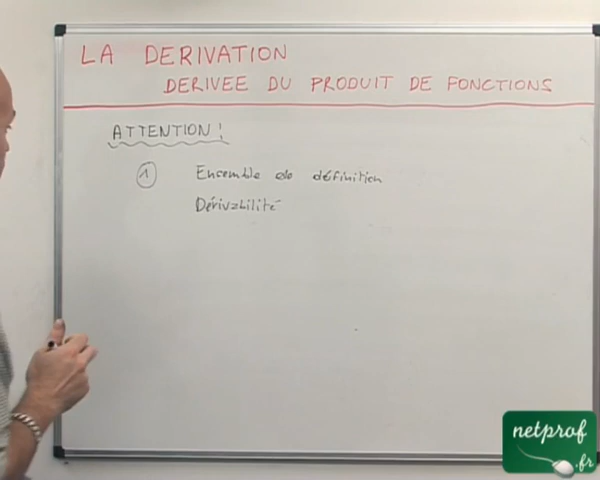 LA DERIVATION
DERIVEE DU PRODUIT DE FONCTIONS
ATTENTION !
1 Ensemble de définition
Dérivabilité
netprof
.fr